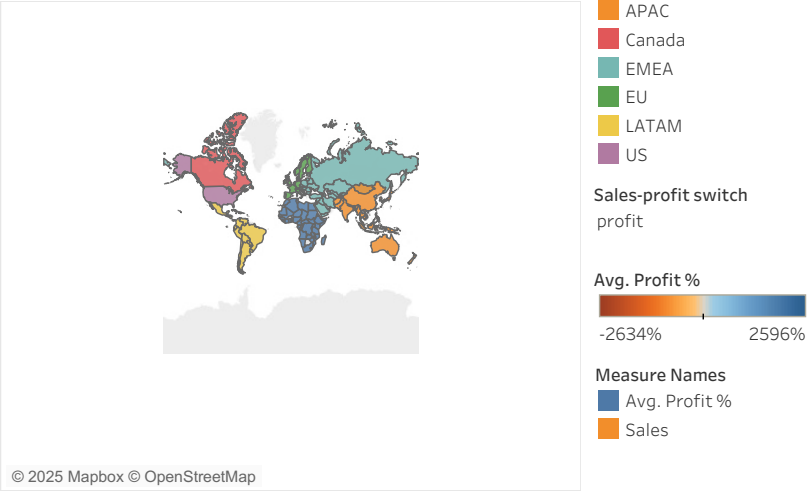 APAC
Canada
EMEA
EU
LATAM
US
Sales-profit switch
profit
Avg. Profit %
-2634% 2596%
Measure Names
Avg. Profit %
Sales
© 2025 Mapbox © OpenStreetMap